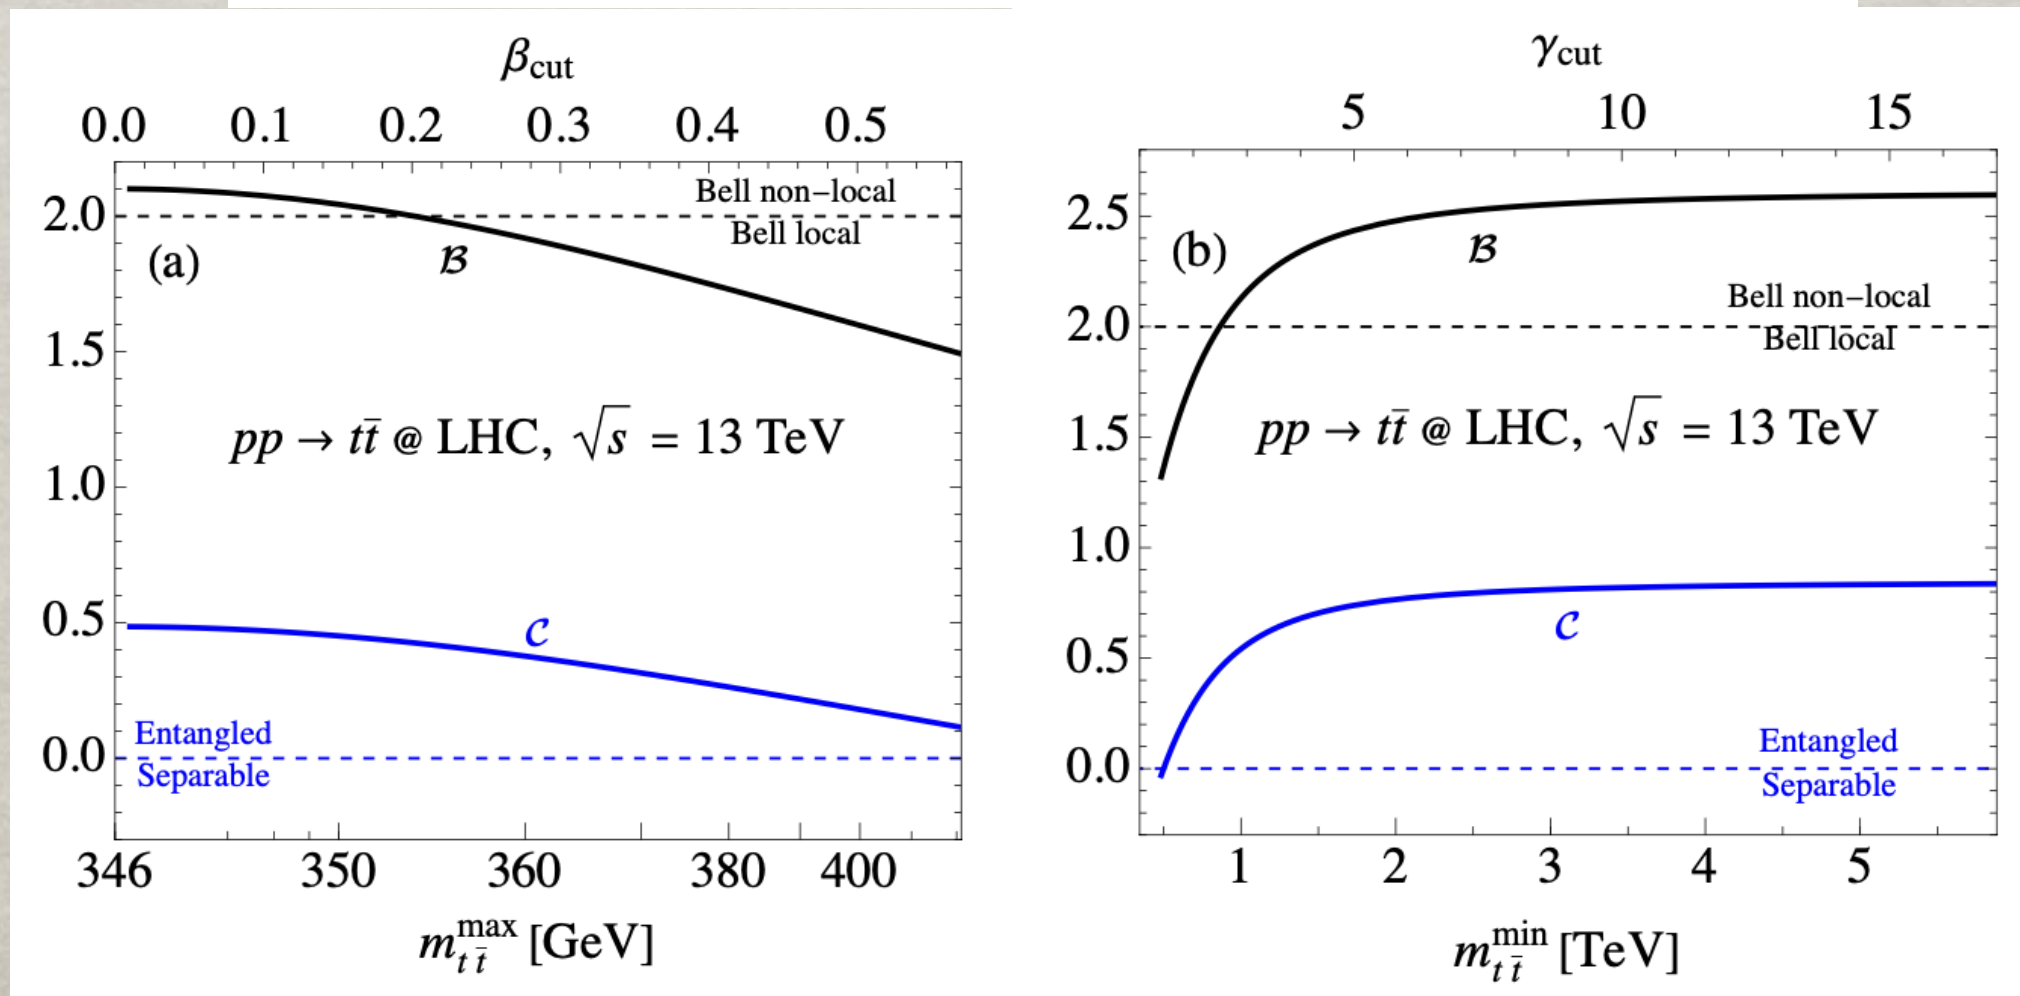 β_cut
0.0 0.1 0.2 0.3 0.4 0.5
2.0
1.5
1.0
0.5
0.0
Bell non−local
Bell local
(a)
ℬ
pp → tt̄ @ LHC, √s = 13 TeV
𝒞
Entangled
Separable
346 350 360 380 400
m_{t t̄}^{max} [GeV]
γ_cut
5 10 15
2.5
2.0
1.5
1.0
0.5
0.0
(b)
ℬ
Bell non−local
Bell local
pp → tt̄ @ LHC, √s = 13 TeV
𝒞
Entangled
Separable
1 2 3 4 5
m_{t t̄}^{min} [TeV]